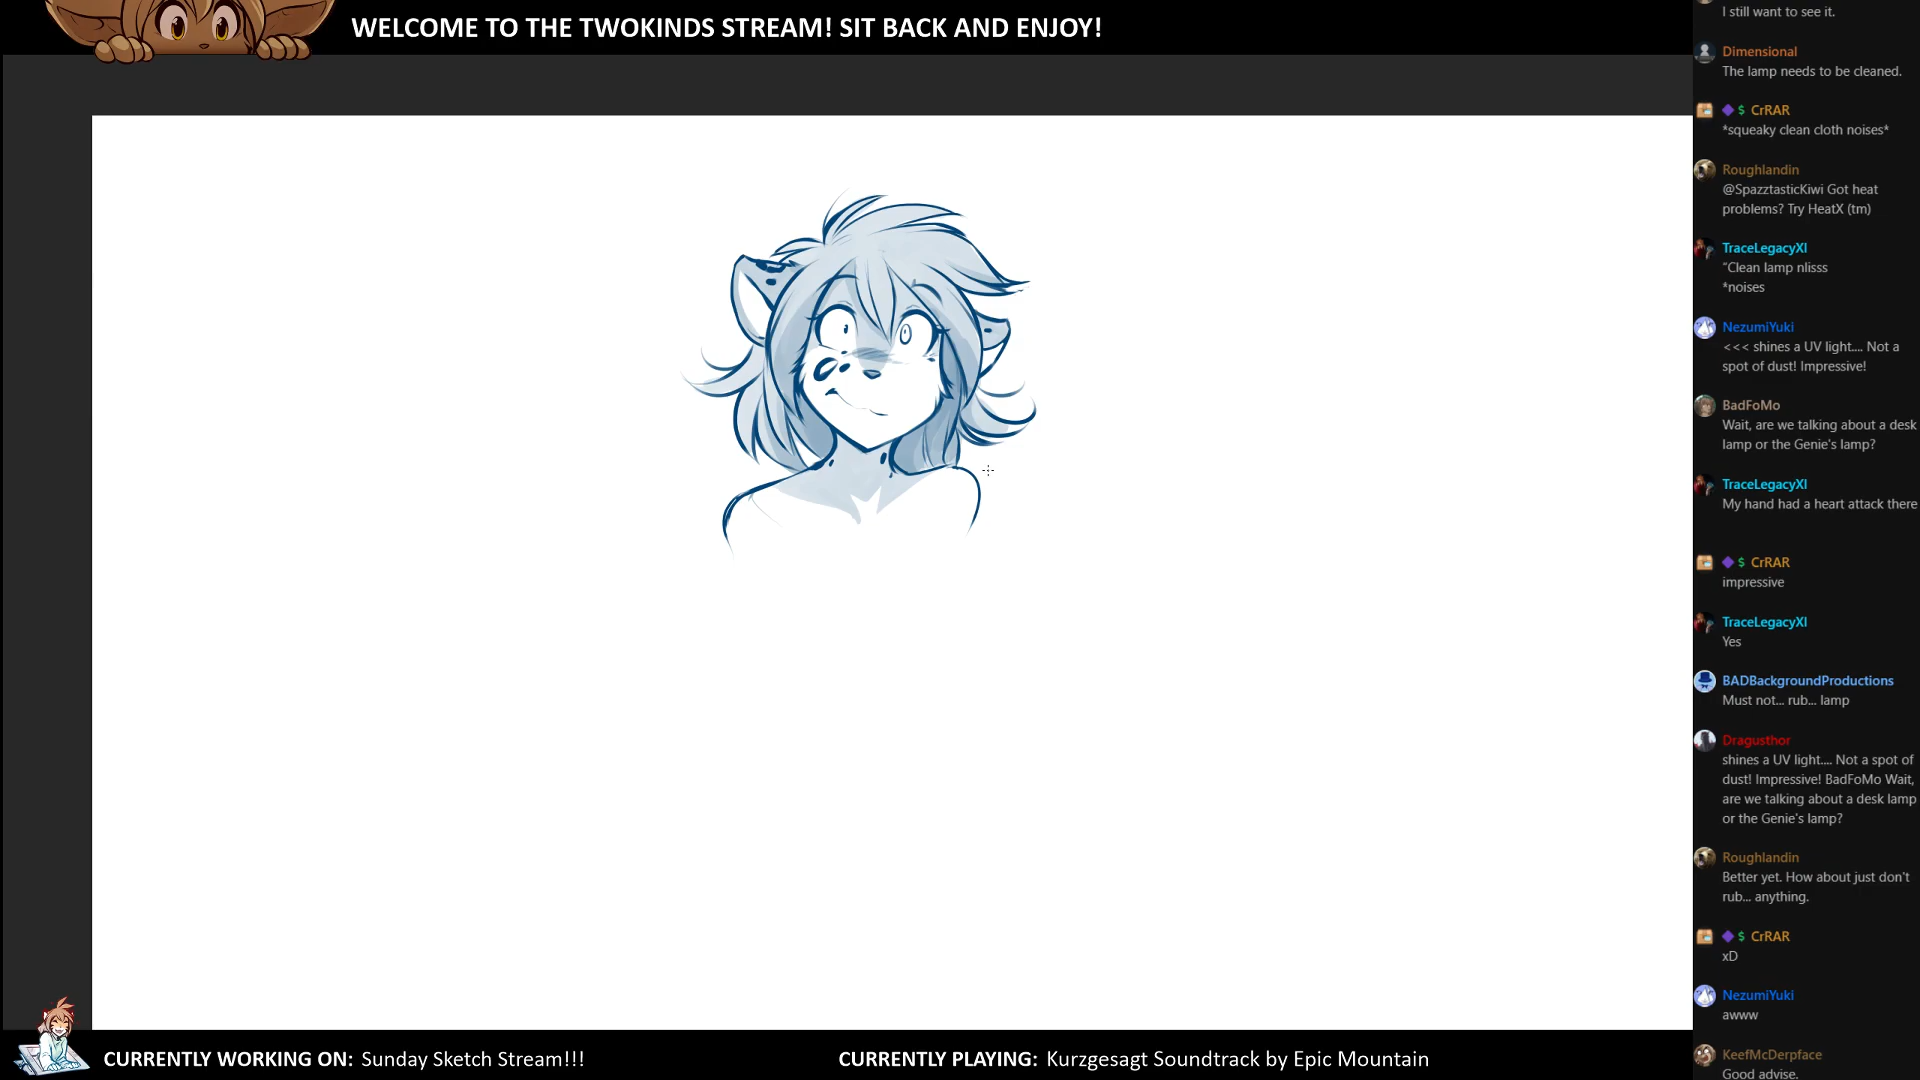 WELCOME TO THE TWOKINDS STREAM! SIT BACK AND ENJOY!
I still want to see it.
Dimensional
The lamp needs to be cleaned.
$ CrRAR
*squeaky clean cloth noises*
Roughlandin
@SpazztasticKiwi Got heat
problems? Try HeatX (tm)
TraceLegacyXI
"Clean lamp nlisss
*noises
NezumiYuki
<<< shines a UV light.... Not a
spot of dust! Impressive!
BadFoMo
Wait, are we talking about a desk
lamp or the Genie's lamp?
TraceLegacyXI
My hand had a heart attack there
$ CrRAR
impressive
TraceLegacyXI
Yes
BADBackgroundProductions
Must not... rub... lamp
Dragusthor
shines a UV light.... Not a spot of
dust! Impressive! BadFoMo Wait,
are we talking about a desk lamp
or the Genie's lamp?
Roughlandin
Better yet. How about just don't
rub... anything.
$ CrRAR
xD
NezumiYuki
awww
KeefMcDerpface
Good advise.
CURRENTLY WORKING ON: Sunday Sketch Stream!!!
CURRENTLY PLAYING: Kurzgesagt Soundtrack by Epic Mountain